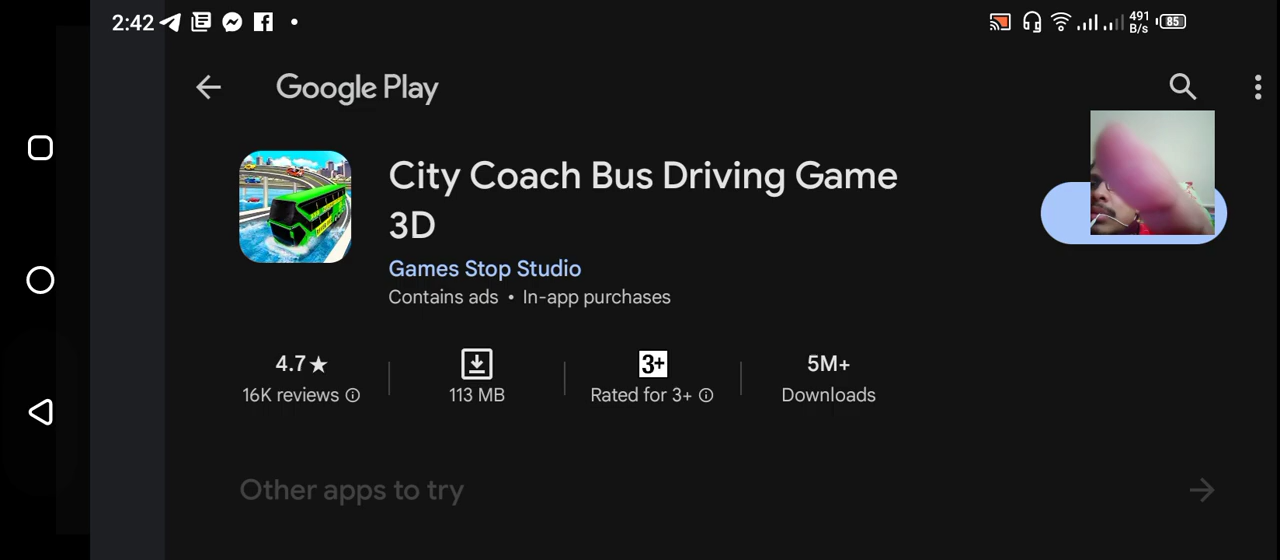 2:42
491
B/s
85
Google Play
City Coach Bus Driving Game
3D
Games Stop Studio
Contains ads • In-app purchases
4.7★
16K reviews
113 MB
3+
Rated for 3+
5M+
Downloads
Other apps to try